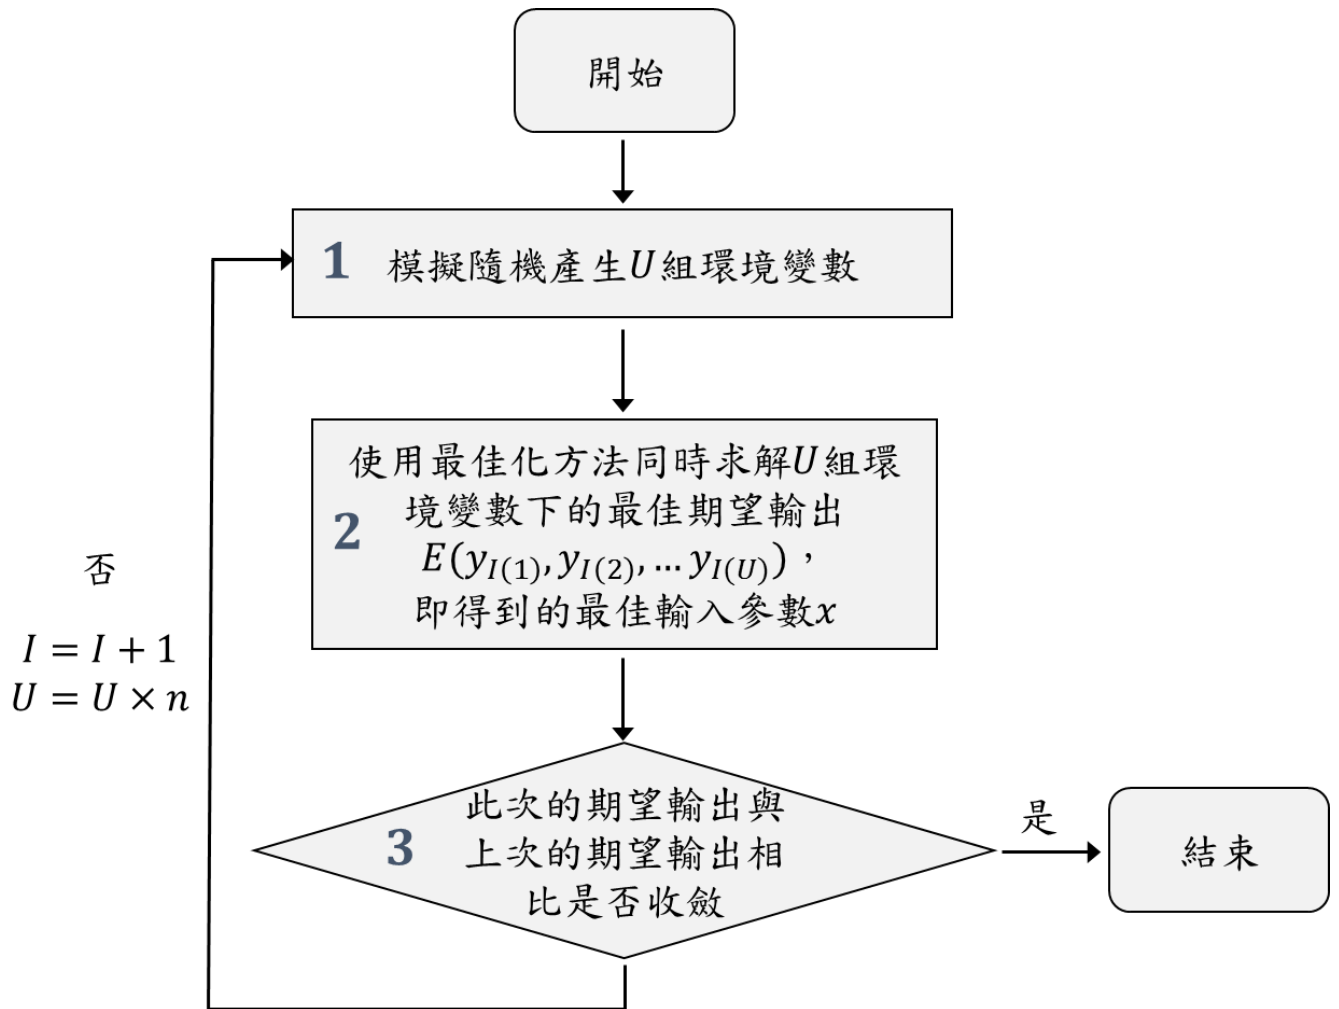 開始
1 模擬隨機產生U組環境變數
使用最佳化方法同時求解U組環
境變數下的最佳期望輸出
2
E(y_{I(1)}, y_{I(2)}, … y_{I(U)})，
即得到的最佳輸入參數x
否
I = I + 1
U = U × n
此次的期望輸出與
3 上次的期望輸出相
比是否收斂
是
結束